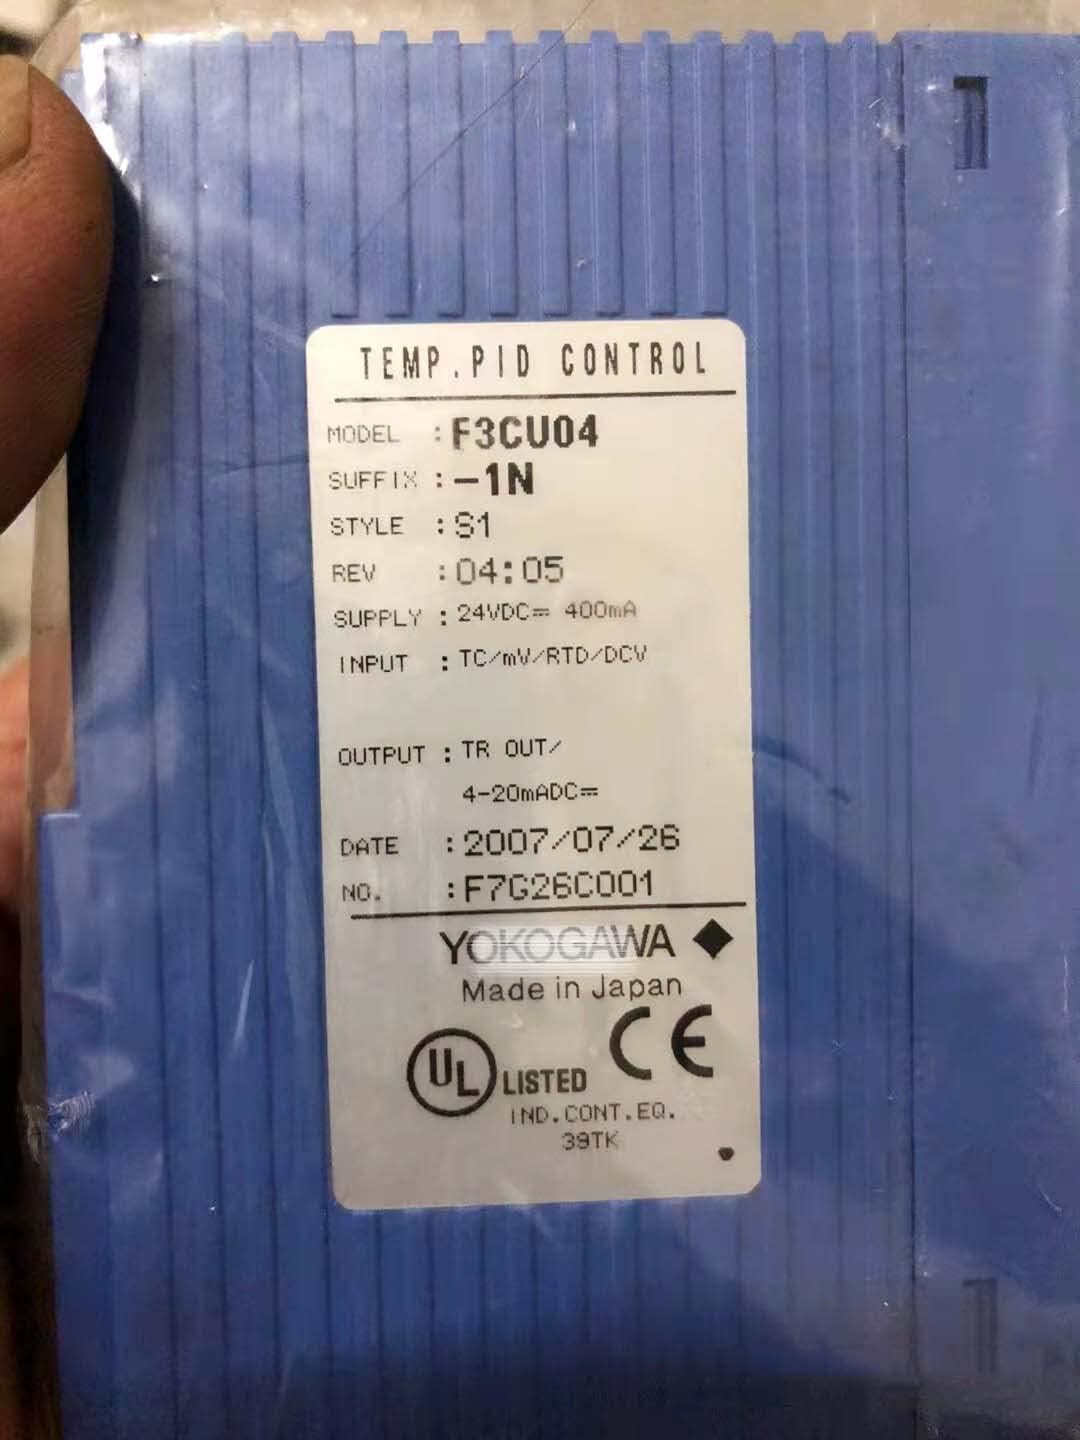 TEMP.PID CONTROL
MODEL : F3CU04
SUFFIX : -1N
STYLE : S1
REV : 04:05
SUPPLY : 24VDC⎓ 400mA
INPUT : TC/mV/RTD/DCV
OUTPUT : TR OUT/
4-20mADC⎓
DATE : 2007/07/26
NO. : F7G26C001
YOKOGAWA ◆
Made in Japan
UL LISTED CE
IND.CONT.EQ.
39TK